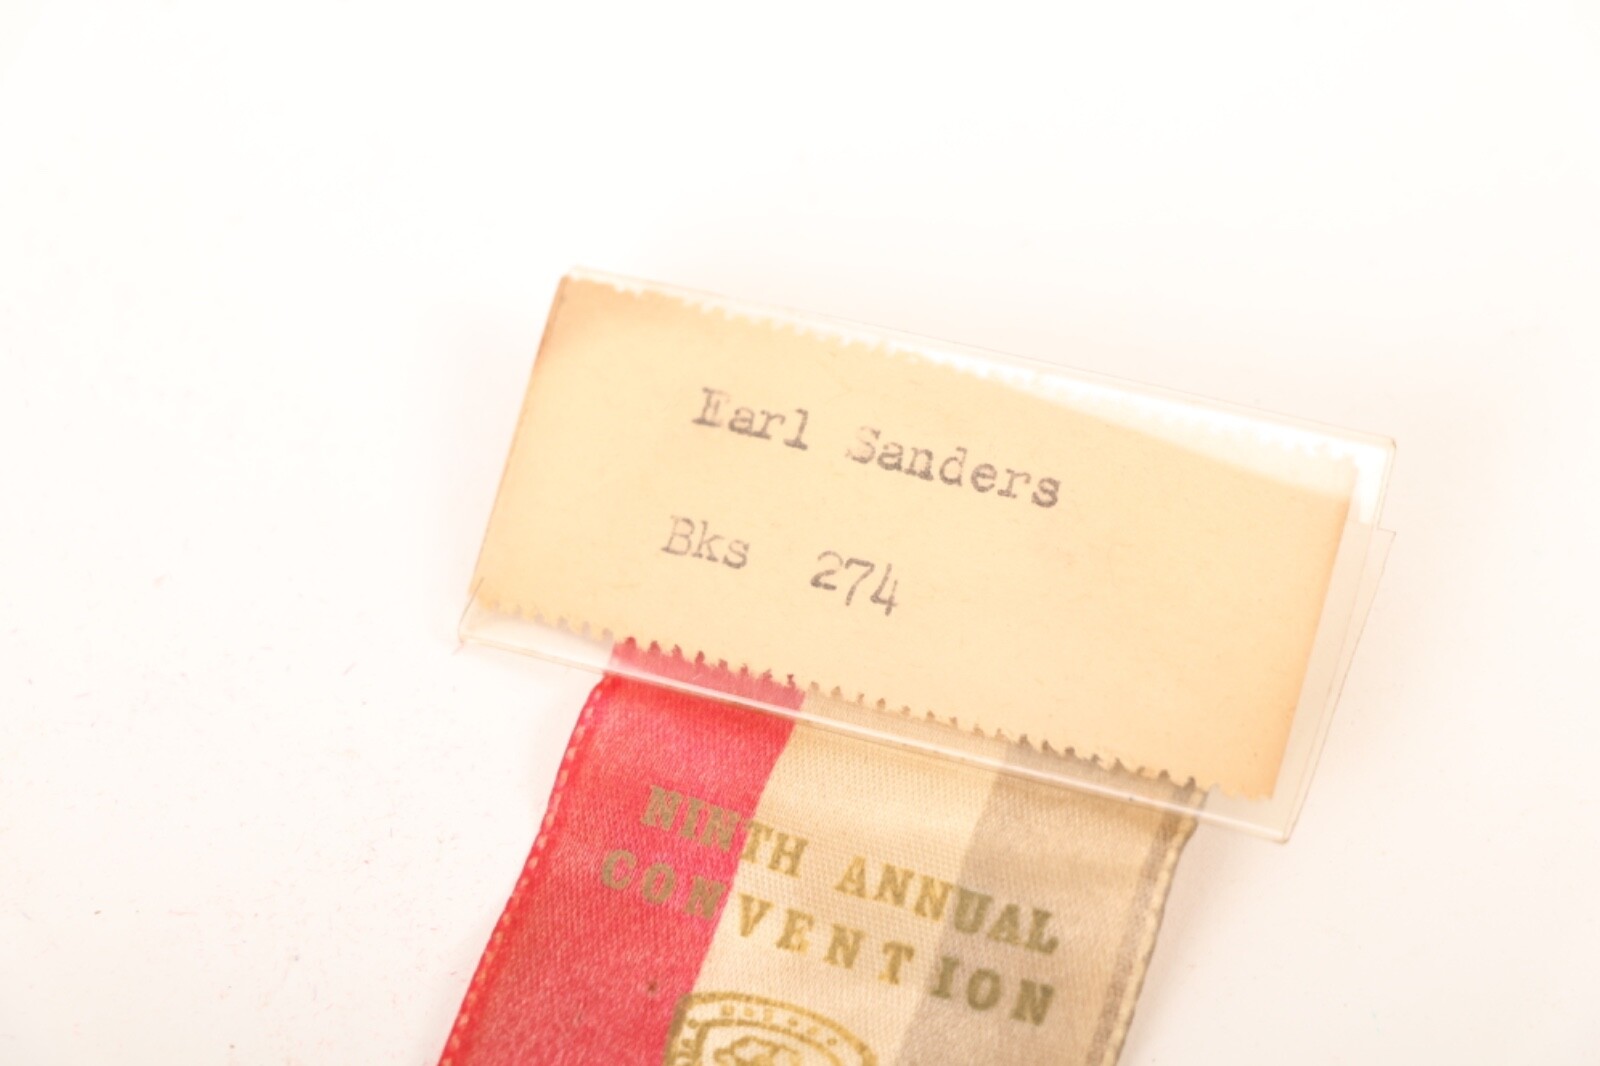 Earl Sanders
Bks 274
NINTH ANNUAL
CONVENTION